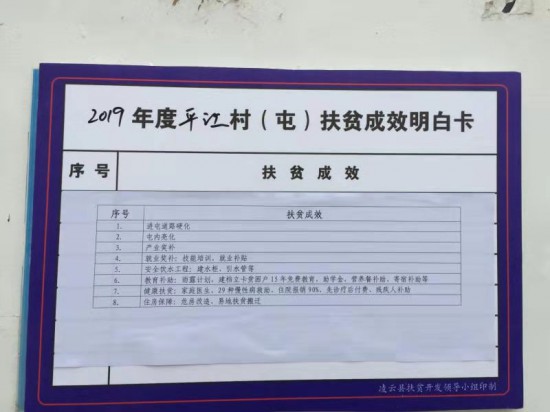 2019年度平江村（屯）扶贫成效明白卡
序号 扶贫成效
序号 扶贫成效
1. 进屯道路硬化
2. 屯内亮化
3. 产业奖补
4. 就业奖补：技能培训、就业补贴
5. 安全饮水工程：建水柜、引水管等
6. 教育补助：雨露计划、建档立卡贫困户15年免费教育、助学金、营养餐补助、寄宿补助等
7. 健康扶贫：家庭医生、29种慢性病救助、住院报销90%、先诊疗后付费、残疾人补助
8. 住房保障：危房改造、易地扶贫搬迁
凌云县扶贫开发领导小组印制